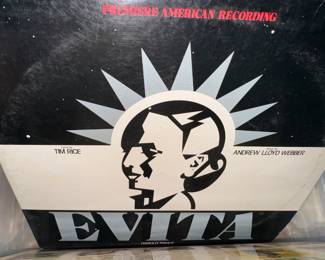 PREMIERE AMERICAN RECORDING
TIM RICE
ANDREW LLOYD WEBBER
EVITA